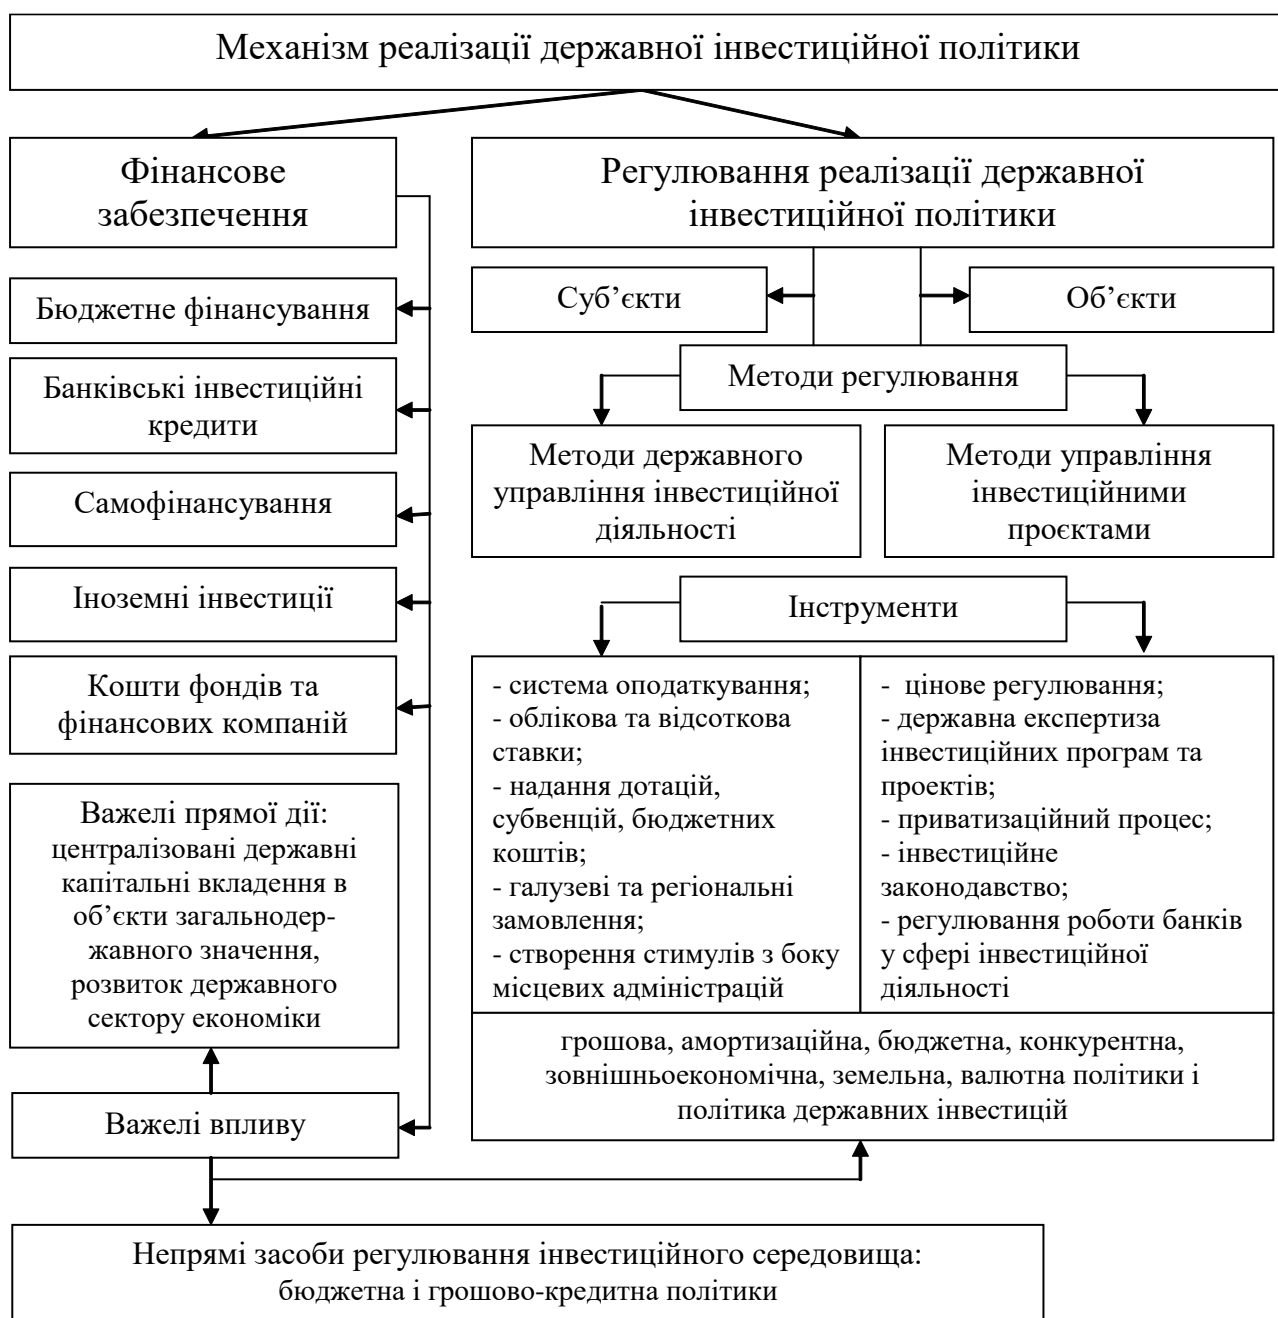 Механізм реалізації державної інвестиційної політики
Фінансове
забезпечення
Регулювання реалізації державної
інвестиційної політики
Суб’єкти
Об’єкти
Бюджетне фінансування
Методи регулювання
Банківські інвестиційні
кредити
Методи державного
управління інвестиційної
діяльності
Методи управління
інвестиційними
проєктами
Самофінансування
Іноземні інвестиції
Інструменти
Кошти фондів та
фінансових компаній
- система оподаткування;
- облікова та відсоткова
ставки;
- надання дотацій,
субвенцій, бюджетних
коштів;
- галузеві та регіональні
замовлення;
- створення стимулів з боку
місцевих адміністрацій
- цінове регулювання;
- державна експертиза
інвестиційних програм та
проектів;
- приватизаційний процес;
- інвестиційне
законодавство;
- регулювання роботи банків
у сфері інвестиційної
діяльності
Важелі прямої дії:
централізовані державні
капітальні вкладення в
об’єкти загальнодер-
жавного значення,
розвиток державного
сектору економіки
грошова, амортизаційна, бюджетна, конкурентна,
зовнішньоекономічна, земельна, валютна політики і
політика державних інвестицій
Важелі впливу
Непрямі засоби регулювання інвестиційного середовища:
бюджетна і грошово-кредитна політики